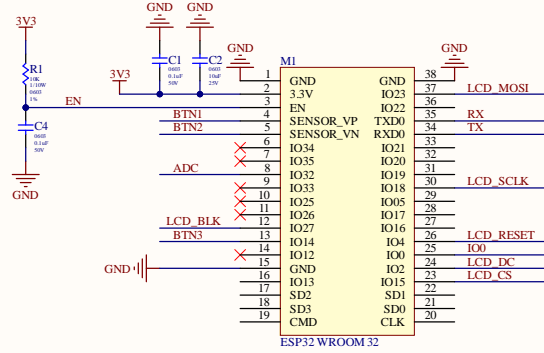 GND
GND
3V3
C1
0603
0.1uF
50V
C2
0603
10uF
25V
GND
GND
R1
10K
1/10W
0603
1%
3V3
EN
C4
0603
0.1uF
50V
GND
M1
1 GND GND 38
2 3.3V IO23 37 LCD_MOSI
3 EN IO22 36
BTN1 4 SENSOR_VP TXD0 35 RX
BTN2 5 SENSOR_VN RXD0 34 TX
6 IO34 IO21 33
7 IO35 IO20 32
ADC 8 IO32 IO19 31
9 IO33 IO18 30 LCD_SCLK
10 IO25 IO05 29
11 IO26 IO17 28
LCD_BLK 12 IO27 IO16 27
BTN3 13 IO14 IO4 26 LCD_RESET
14 IO12 IO0 25 IO0
GND 15 GND IO2 24 LCD_DC
16 IO13 IO15 23 LCD_CS
17 SD2 SD1 22
18 SD3 SD0 21
19 CMD CLK 20
ESP32 WROOM 32